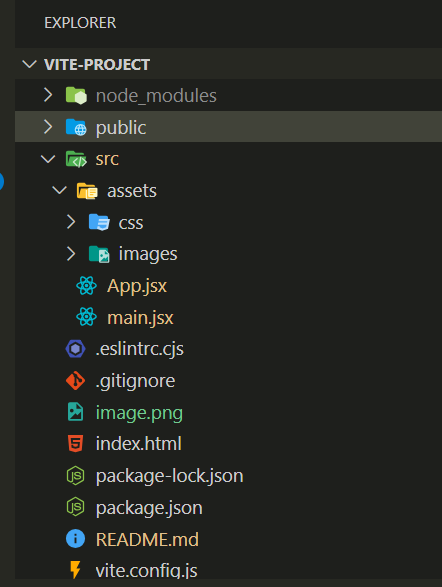 EXPLORER
VITE-PROJECT
node_modules
public
src
assets
css
images
App.jsx
main.jsx
.eslintrc.cjs
.gitignore
image.png
index.html
package-lock.json
package.json
README.md
vite.config.js